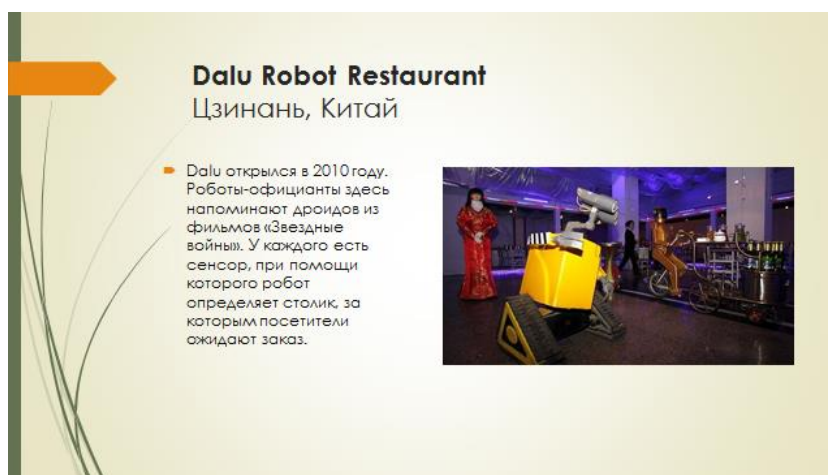 Dalu Robot Restaurant
Цзинань, Китай
Dalu открылся в 2010 году.
Роботы-официанты здесь
напоминают дроидов из
фильмов «Звездные
войны». У каждого есть
сенсор, при помощи
которого робот
определяет столик, за
которым посетители
ожидают заказ.